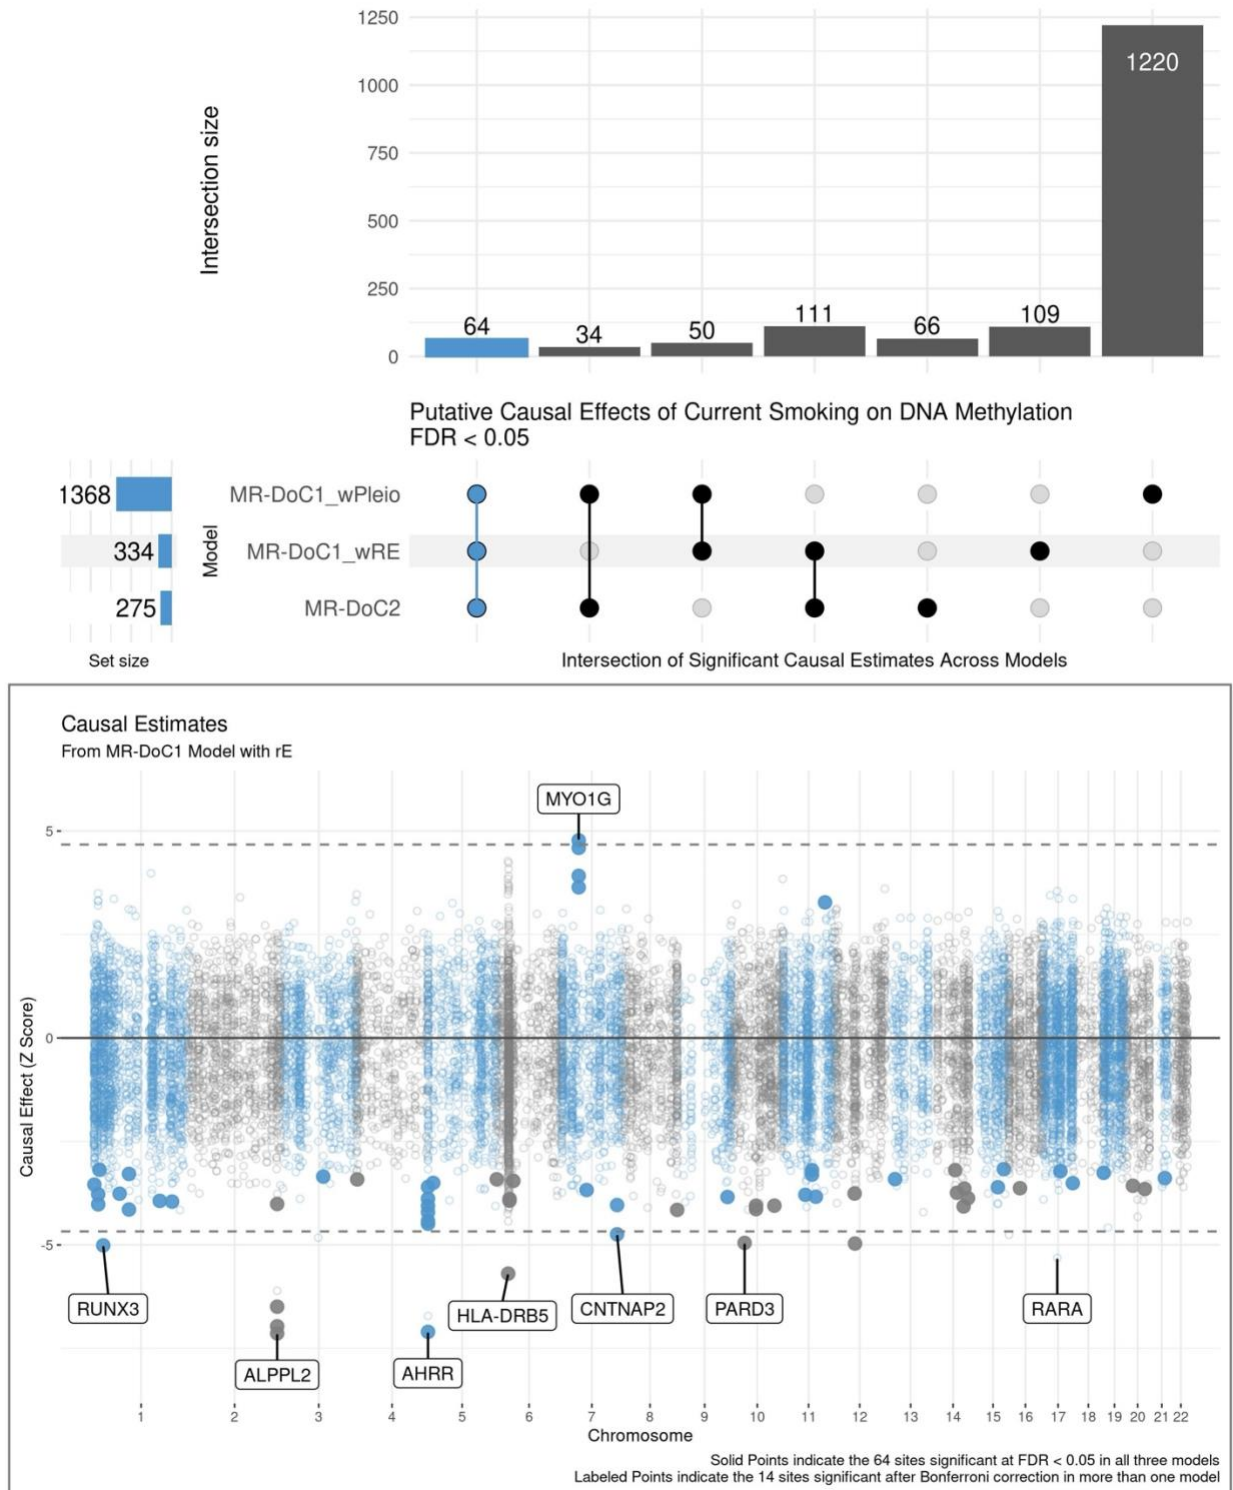 1250
1000
750
500
250
0
Intersection size
64
34
50
111
66
109
1220
Putative Causal Effects of Current Smoking on DNA Methylation
FDR < 0.05
1368
334
275
Set size
Model
MR-DoC1_wPleio
MR-DoC1_wRE
MR-DoC2
Intersection of Significant Causal Estimates Across Models
Causal Estimates
From MR-DoC1 Model with rE
Causal Effect (Z Score)
5
0
-5
MYO1G
RUNX3
ALPPL2
AHRR
HLA-DRB5
CNTNAP2
PARD3
RARA
1 2 3 4 5 6 7 8 9 10 11 12 13 14 15 16 17 18 19 20 21 22
Chromosome
Solid Points indicate the 64 sites significant at FDR < 0.05 in all three models
Labeled Points indicate the 14 sites significant after Bonferroni correction in more than one model